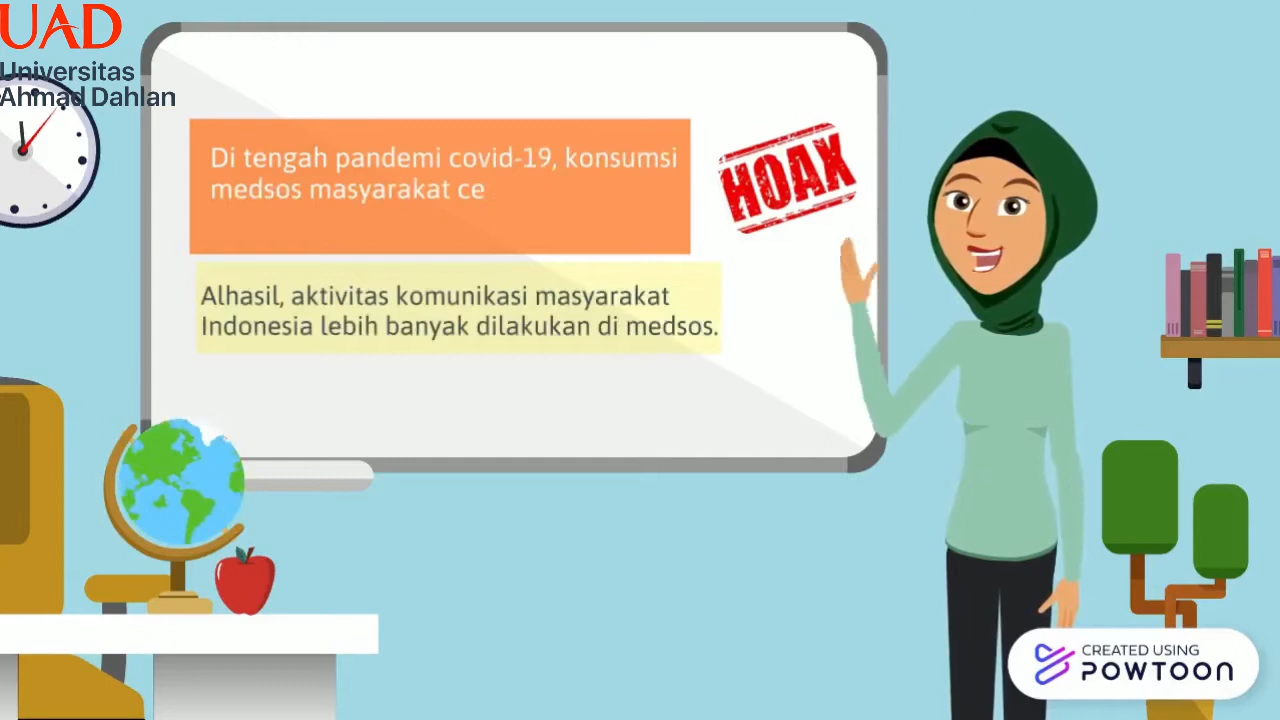 UAD
Universitas
Ahmad Dahlan
Di tengah pandemi covid-19, konsumsi
medsos masyarakat ce
HOAX
Alhasil, aktivitas komunikasi masyarakat
Indonesia lebih banyak dilakukan di medsos.
CREATED USING
POWTOON